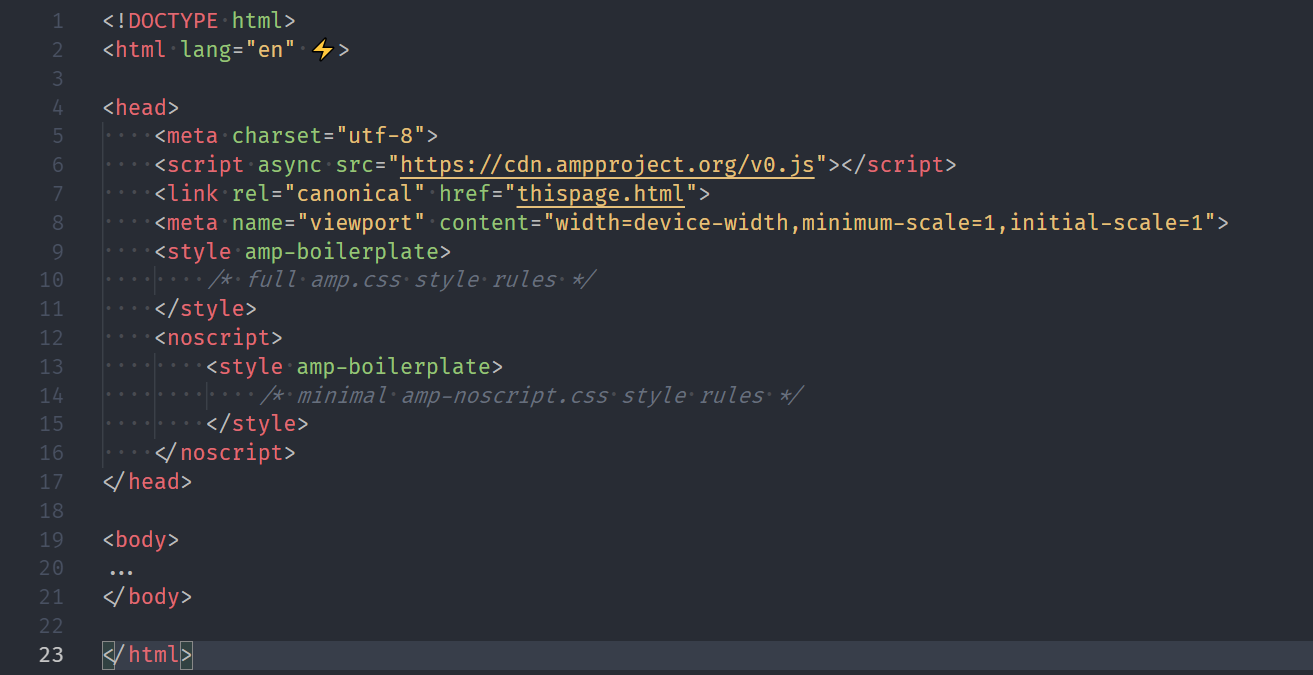 1 <!DOCTYPE html>
2 <html lang="en" ⚡>
3
4 <head>
5     <meta charset="utf-8">
6     <script async src="https://cdn.ampproject.org/v0.js"></script>
7     <link rel="canonical" href="thispage.html">
8     <meta name="viewport" content="width=device-width,minimum-scale=1,initial-scale=1">
9     <style amp-boilerplate>
10         /* full amp.css style rules */
11     </style>
12     <noscript>
13         <style amp-boilerplate>
14             /* minimal amp-noscript.css style rules */
15         </style>
16     </noscript>
17 </head>
18
19 <body>
20 ...
21 </body>
22
23 </html>